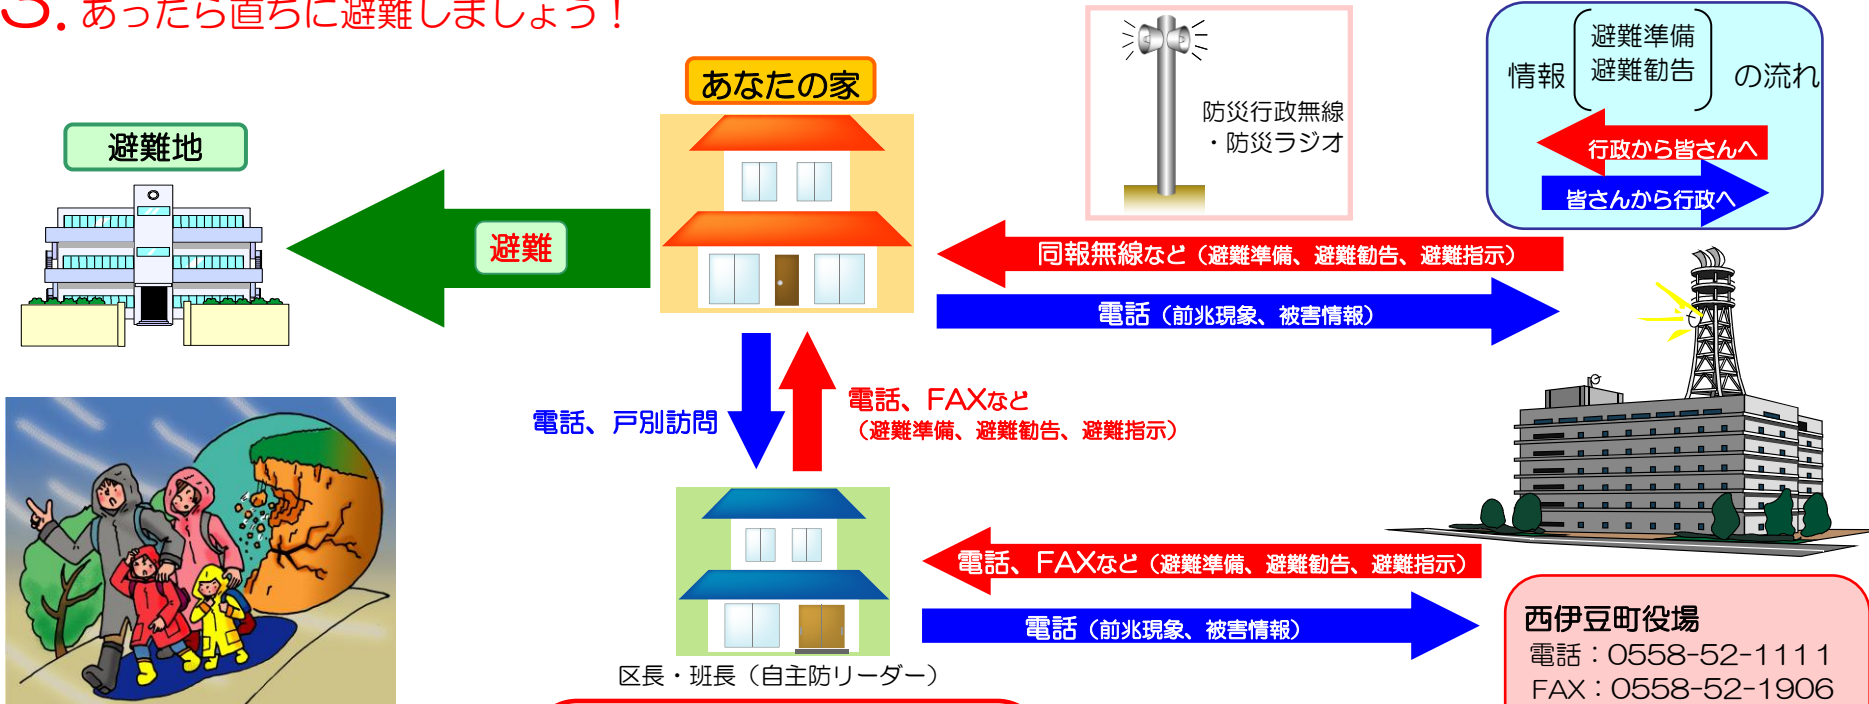 3. あったら直ちに避難しましょう！
避難準備
避難勧告
情報
の流れ
行政から皆さんへ
皆さんから行政へ
防災行政無線
・防災ラジオ
あなたの家
避難地
避難
同報無線など（避難準備、避難勧告、避難指示）
電話（前兆現象、被害情報）
電話、戸別訪問
電話、FAXなど
（避難準備、避難勧告、避難指示）
電話、FAXなど（避難準備、避難勧告、避難指示）
電話（前兆現象、被害情報）
区長・班長（自主防リーダー）
西伊豆町役場
電話：0558-52-1111
FAX：0558-52-1906